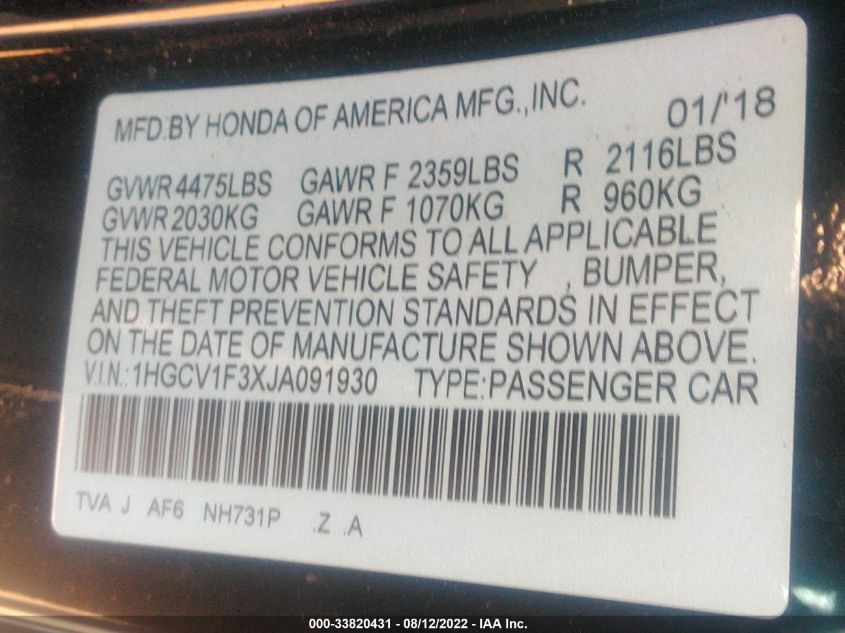 MFD.BY HONDA OF AMERICA MFG.,INC. 01/'18
GVWR 4475LBS GAWR F 2359LBS R 2116LBS
GVWR 2030KG GAWR F 1070KG R 960KG
THIS VEHICLE CONFORMS TO ALL APPLICABLE
FEDERAL MOTOR VEHICLE SAFETY , BUMPER,
AND THEFT PREVENTION STANDARDS IN EFFECT
ON THE DATE OF MANUFACTURE SHOWN ABOVE.
V.I.N.:1HGCV1F3XJA091930 TYPE:PASSENGER CAR
TVA J AF6 NH731P .Z .A
000-33820431 - 08/12/2022 - IAA Inc.